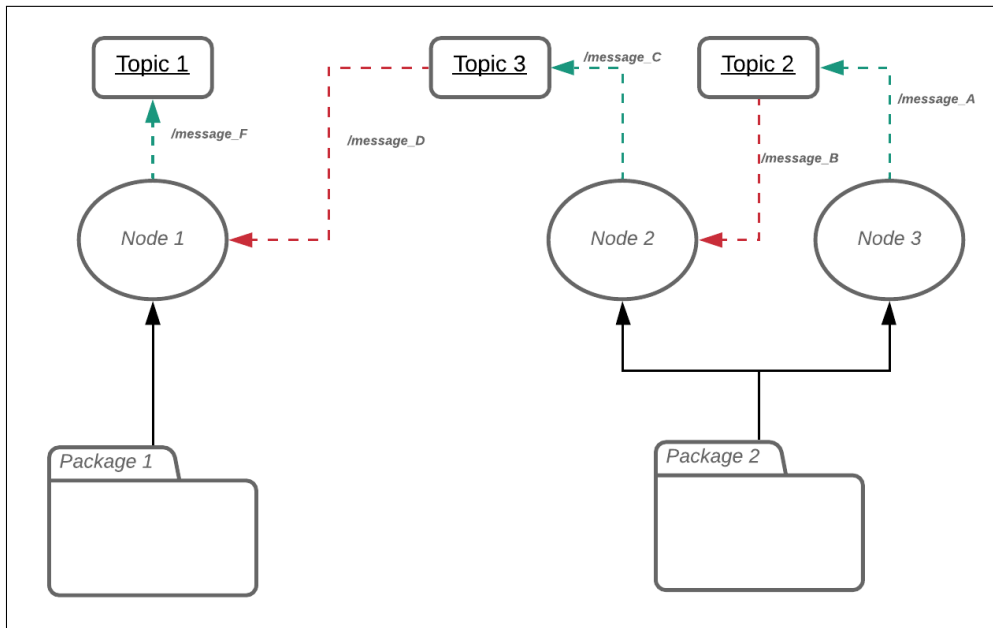 Topic 1
Topic 3
/message_C
Topic 2
/message_A
/message_F
/message_D
/message_B
Node 1
Node 2
Node 3
Package 1
Package 2